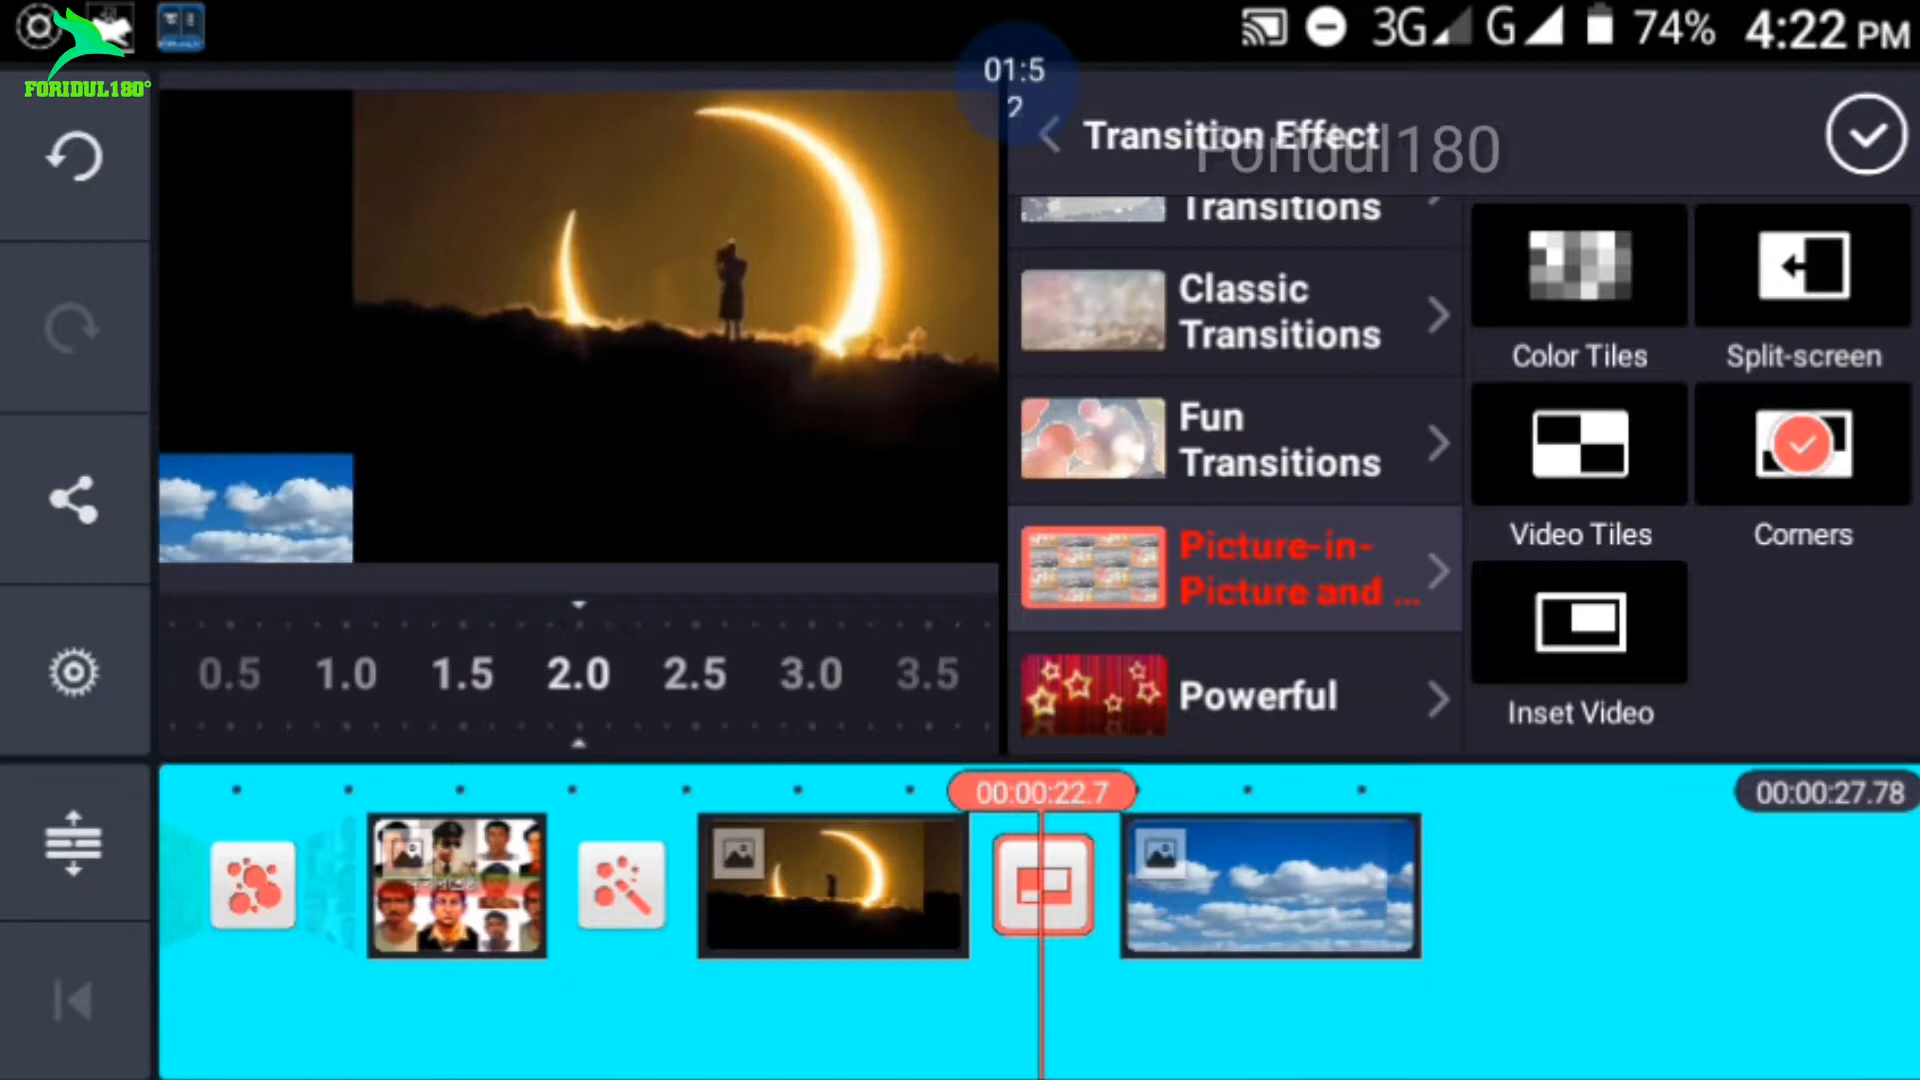 3G G 74% 4:22 PM
FORIDUL180°
01:5
2
Transition Effect
Foridul180
Transitions
Classic
Transitions
Fun
Transitions
Picture-in-
Picture and ...
Powerful
Color Tiles
Split-screen
Video Tiles
Corners
Inset Video
0.5 1.0 1.5 2.0 2.5 3.0 3.5
00:00:22.7
00:00:27.78